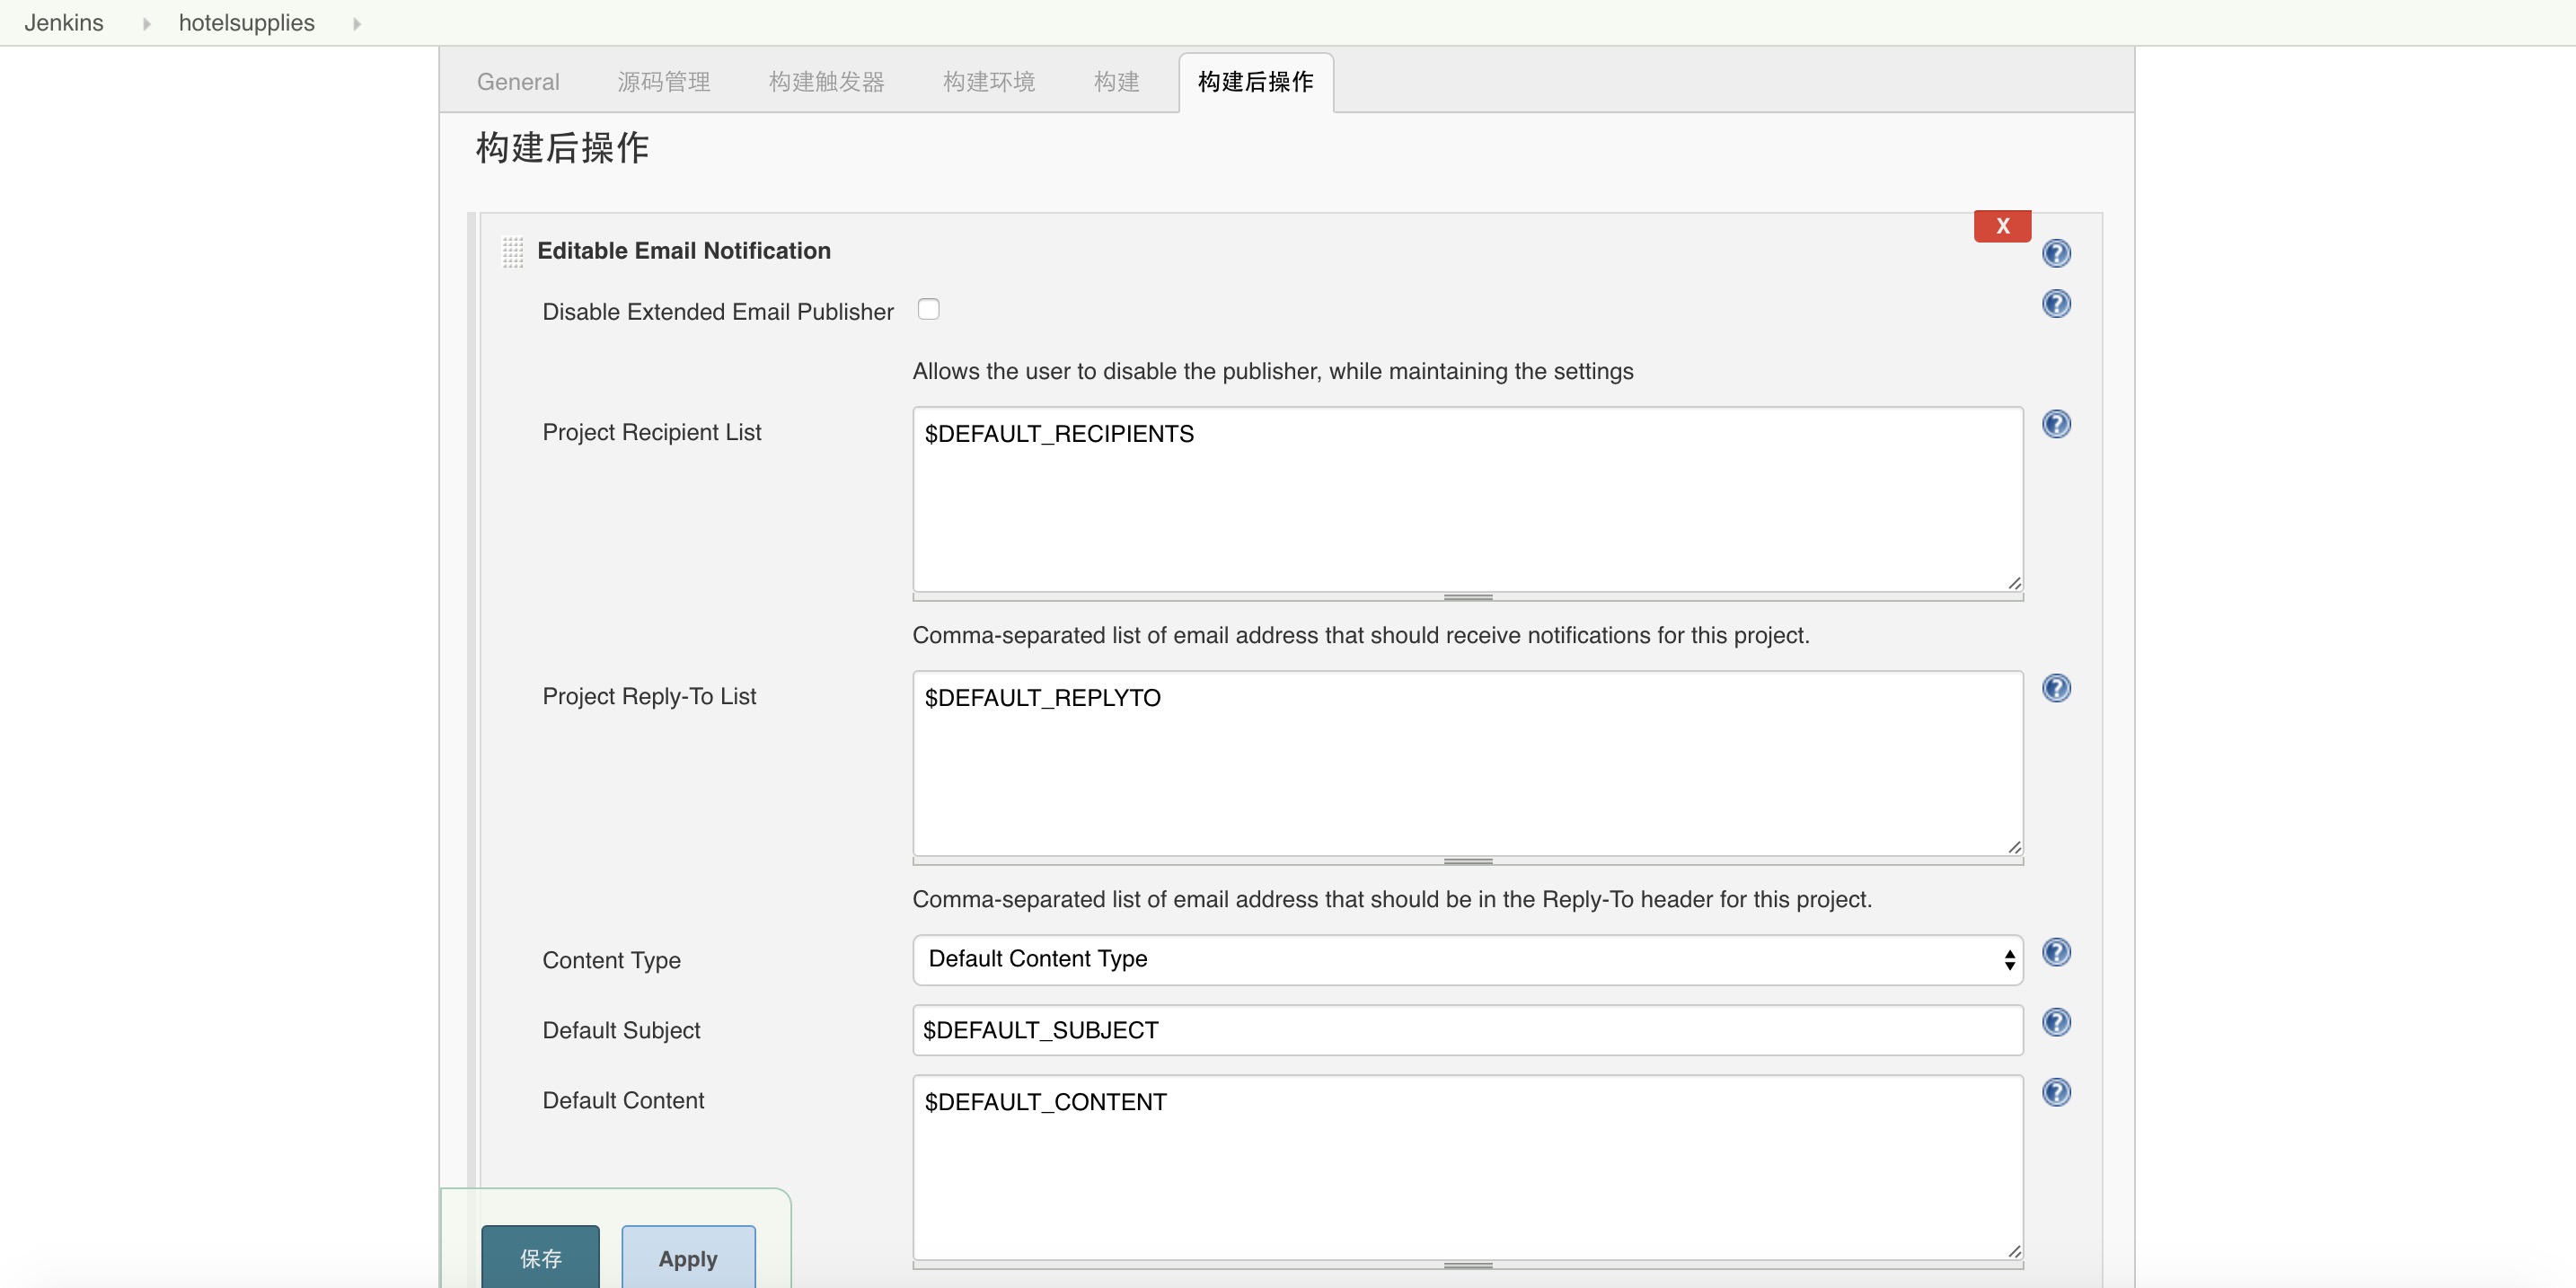 Jenkins hotelsupplies
General 源码管理 构建触发器 构建环境 构建 构建后操作
构建后操作
X
Editable Email Notification
Disable Extended Email Publisher
Allows the user to disable the publisher, while maintaining the settings
Project Recipient List
$DEFAULT_RECIPIENTS
Comma-separated list of email address that should receive notifications for this project.
Project Reply-To List
$DEFAULT_REPLYTO
Comma-separated list of email address that should be in the Reply-To header for this project.
Content Type
Default Content Type
Default Subject
$DEFAULT_SUBJECT
Default Content
$DEFAULT_CONTENT
保存 Apply